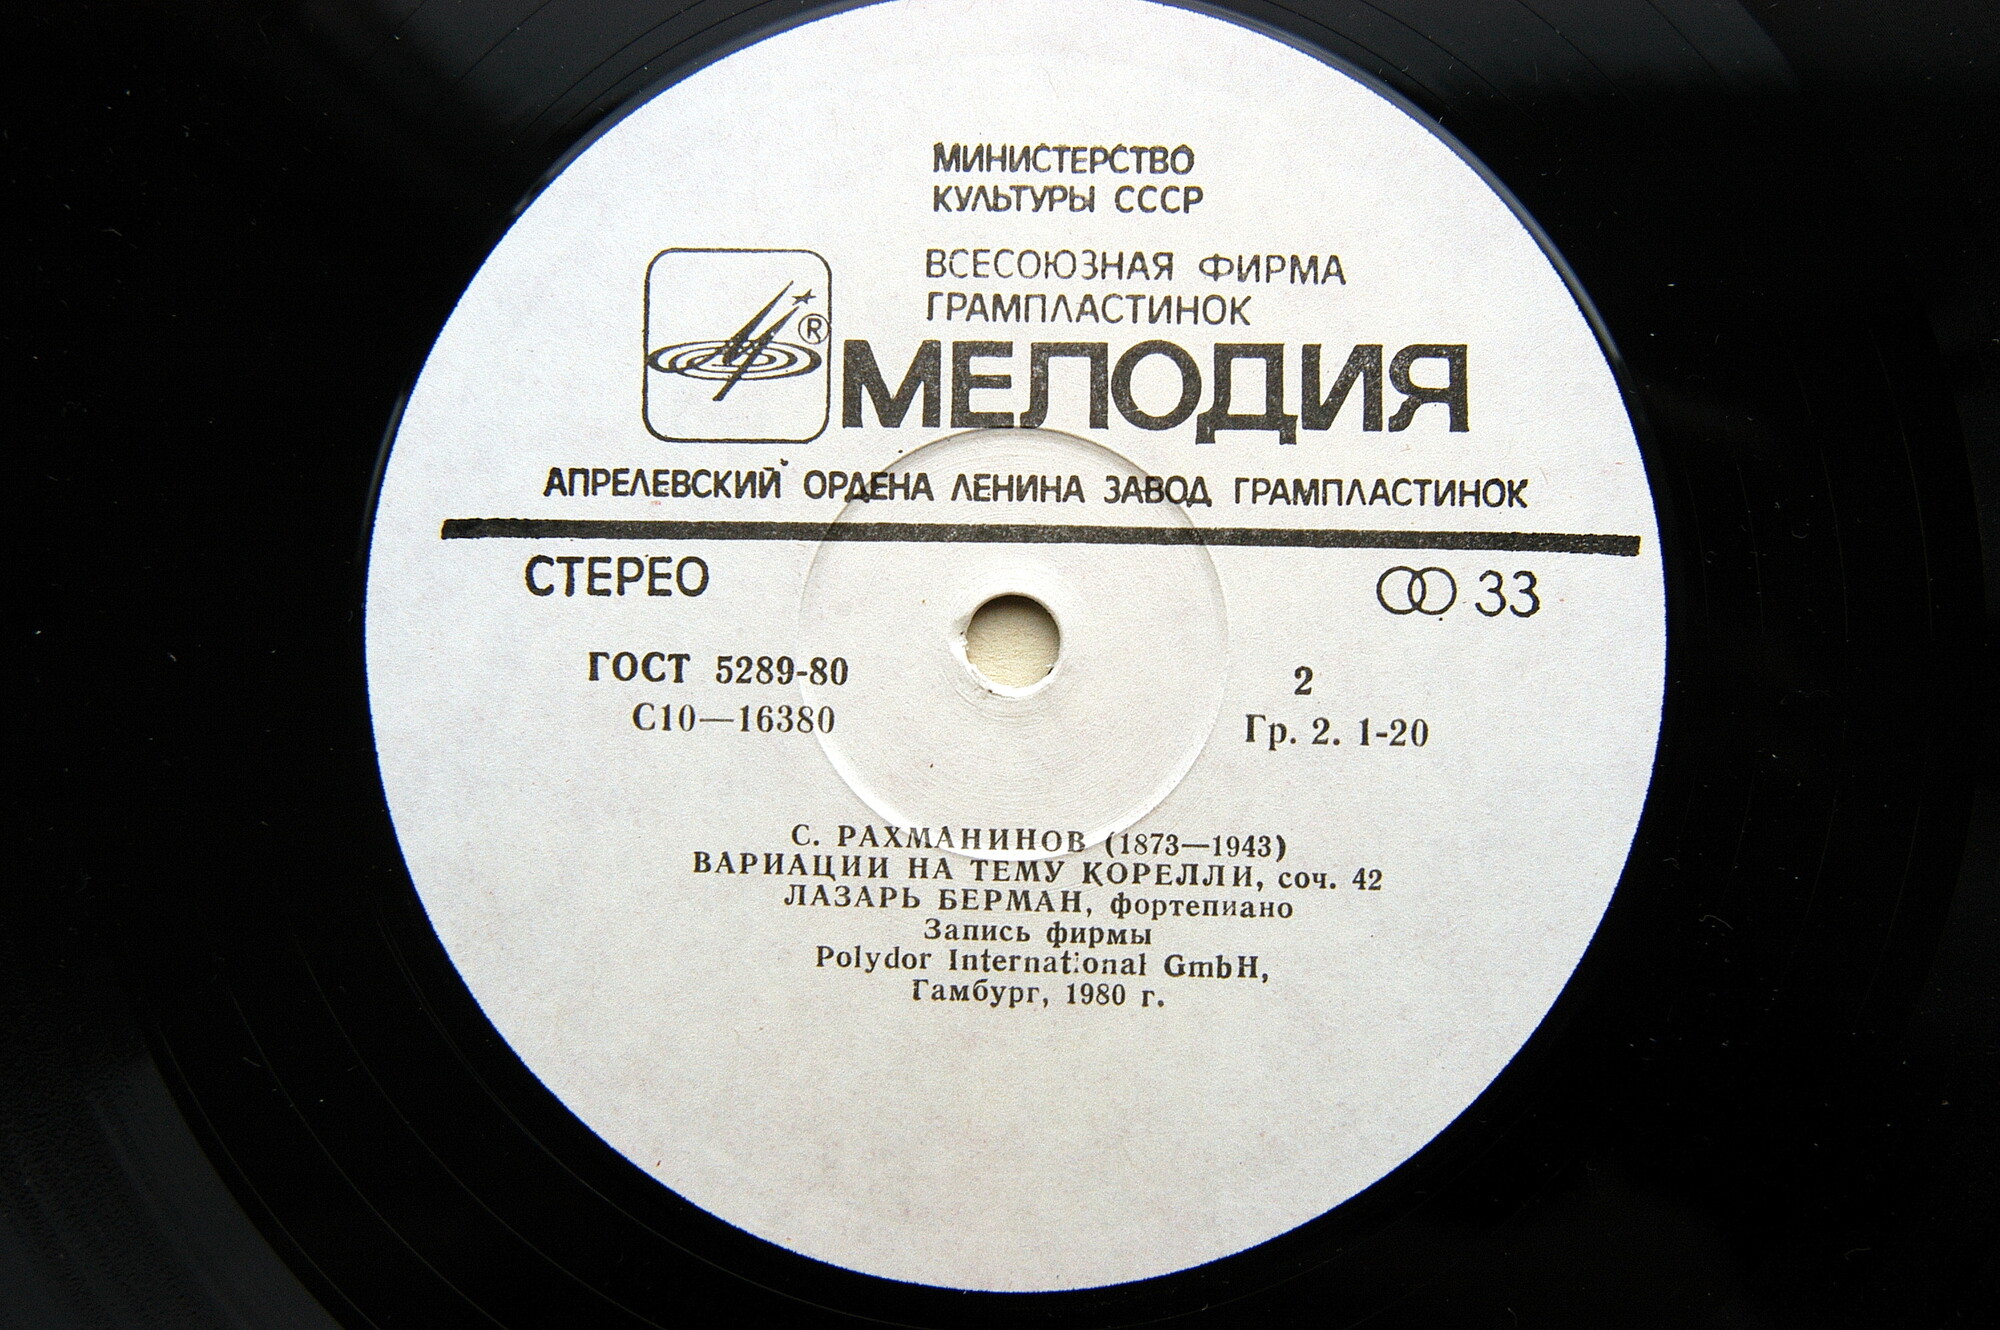 МИНИСТЕРСТВО
КУЛЬТУРЫ СССР
ВСЕСОЮЗНАЯ ФИРМА
ГРАМПЛАСТИНОК
®
МЕЛОДИЯ
АПРЕЛЕВСКИЙ ОРДЕНА ЛЕНИНА ЗАВОД ГРАМПЛАСТИНОК
СТЕРЕО 33
ГОСТ 5289-80 2
С10—16380 Гр. 2. 1-20
С. РАХМАНИНОВ (1873—1943)
ВАРИАЦИИ НА ТЕМУ КОРЕЛЛИ, соч. 42
ЛАЗАРЬ БЕРМАН, фортепиано
Запись фирмы
Polydor International GmbH,
Гамбург, 1980 г.